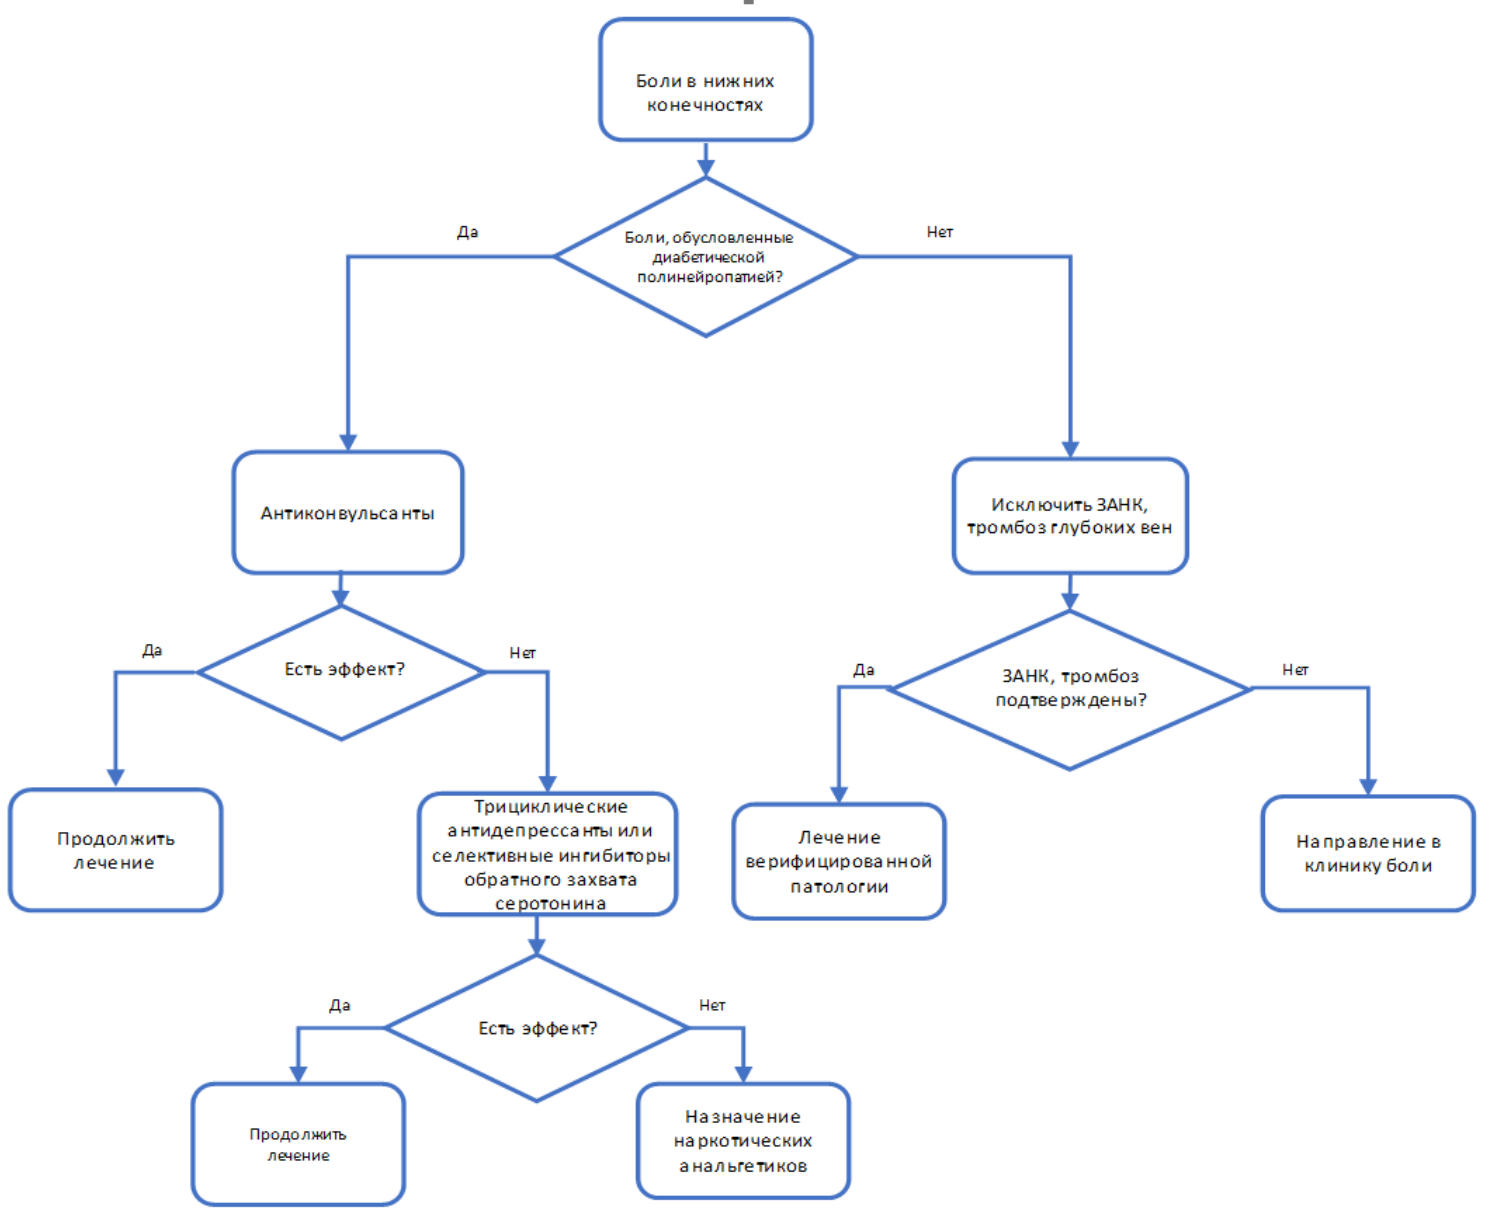 Боли в нижних
конечностях
Да
Нет
Боли, обусловленные
диабетической
полинейропатией?
Антиконвульсанты
Исключить ЗАНК,
тромбоз глубоких вен
Да
Есть эффект?
Нет
Да
ЗАНК, тромбоз
подтверждены?
Нет
Продолжить
лечение
Трициклические
антидепрессанты или
селективные ингибиторы
обратного захвата
серотонина
Лечение
верифицированной
патологии
Направление в
клинику боли
Да
Есть эффект?
Нет
Продолжить
лечение
Назначение
наркотических
анальгетиков